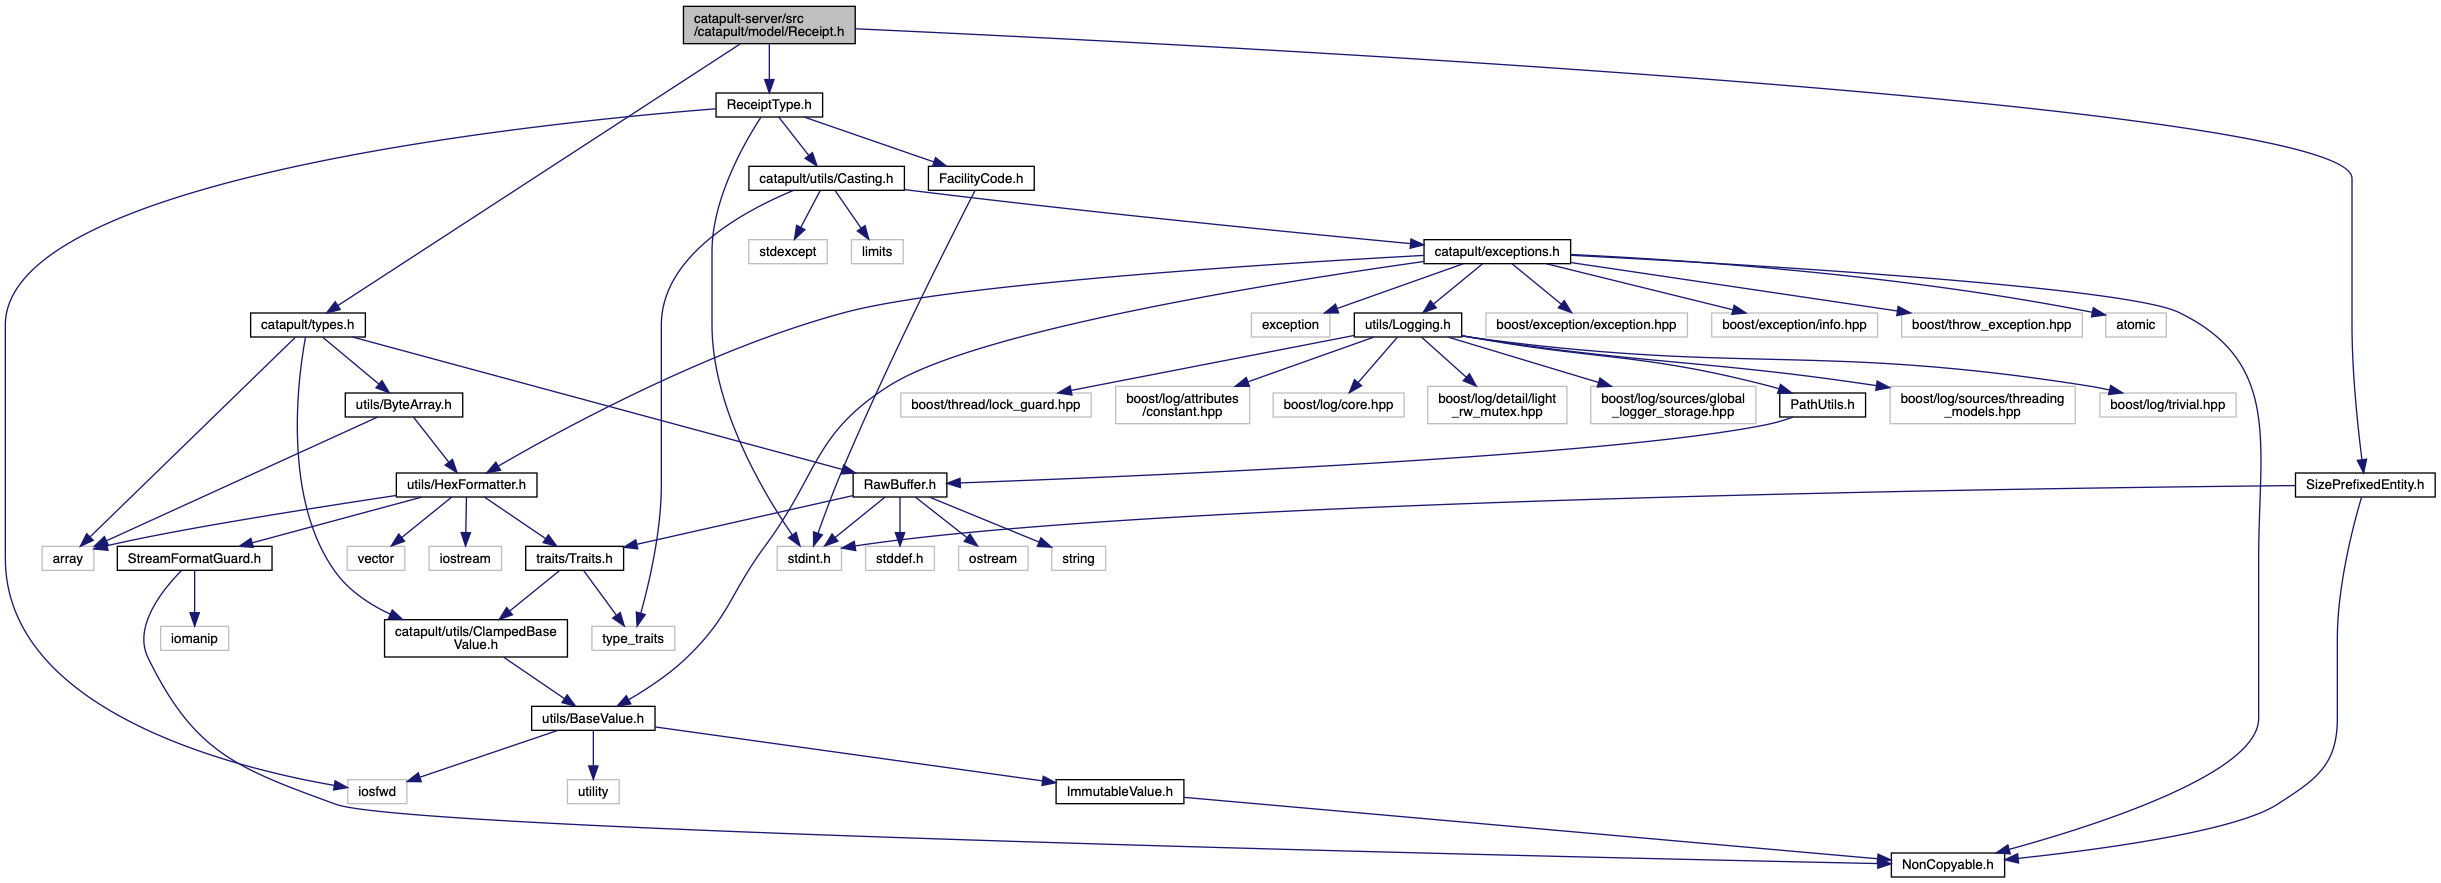 catapult-server/src
/catapult/model/Receipt.h
ReceiptType.h
catapult/utils/Casting.h
FacilityCode.h
stdexcept
limits
catapult/exceptions.h
catapult/types.h
exception
utils/Logging.h
boost/exception/exception.hpp
boost/exception/info.hpp
boost/throw_exception.hpp
atomic
utils/ByteArray.h
boost/thread/lock_guard.hpp
boost/log/attributes
/constant.hpp
boost/log/core.hpp
boost/log/detail/light
_rw_mutex.hpp
boost/log/sources/global
_logger_storage.hpp
PathUtils.h
boost/log/sources/threading
_models.hpp
boost/log/trivial.hpp
utils/HexFormatter.h
RawBuffer.h
SizePrefixedEntity.h
array
StreamFormatGuard.h
vector
iostream
traits/Traits.h
stdint.h
stddef.h
ostream
string
iomanip
catapult/utils/ClampedBase
Value.h
type_traits
utils/BaseValue.h
iosfwd
utility
ImmutableValue.h
NonCopyable.h